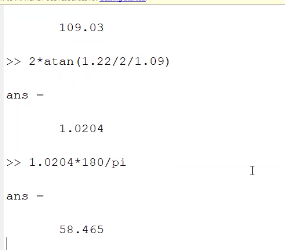 109.03
>> 2*atan(1.22/2/1.09)
ans =
1.0204
>> 1.0204*180/pi
ans =
58.465